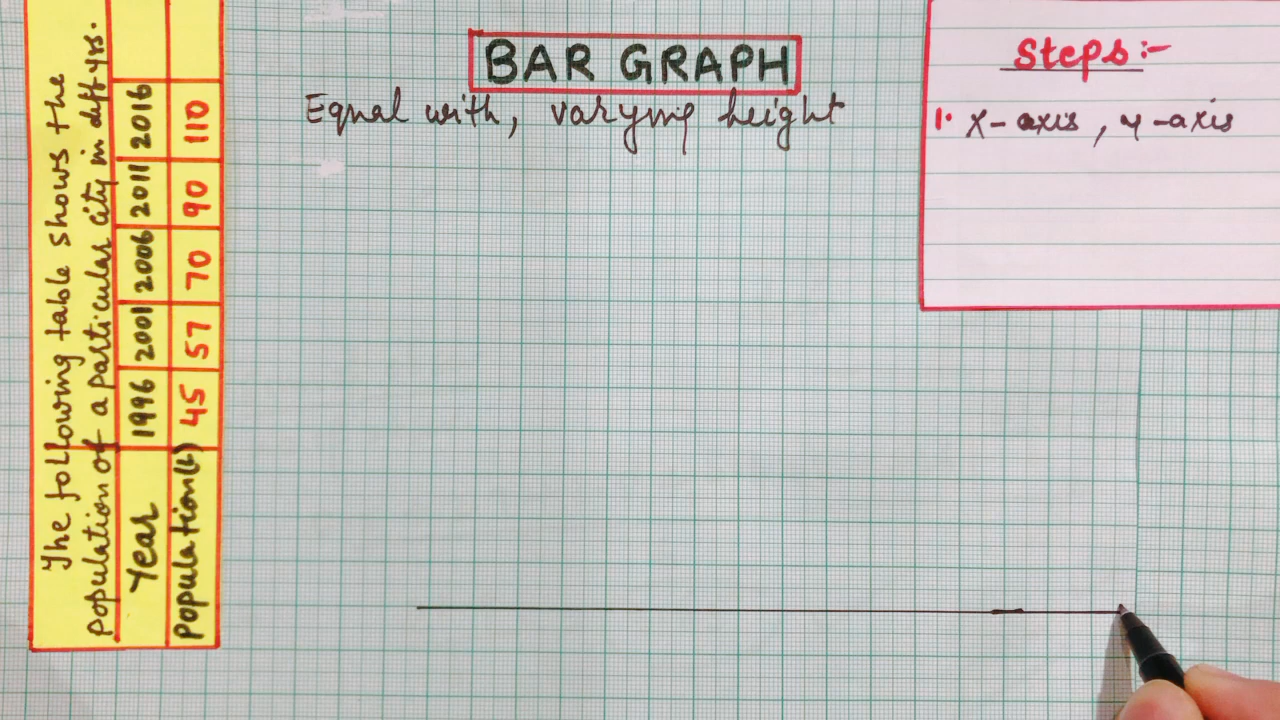 BAR GRAPH
Equal with, varying height
Steps:-
1. X-axis, y-axis
The following table shows the
population of a particular city in diff yrs.
Year 1996 2001 2006 2011 2016
Population(L) 45 57 70 90 110